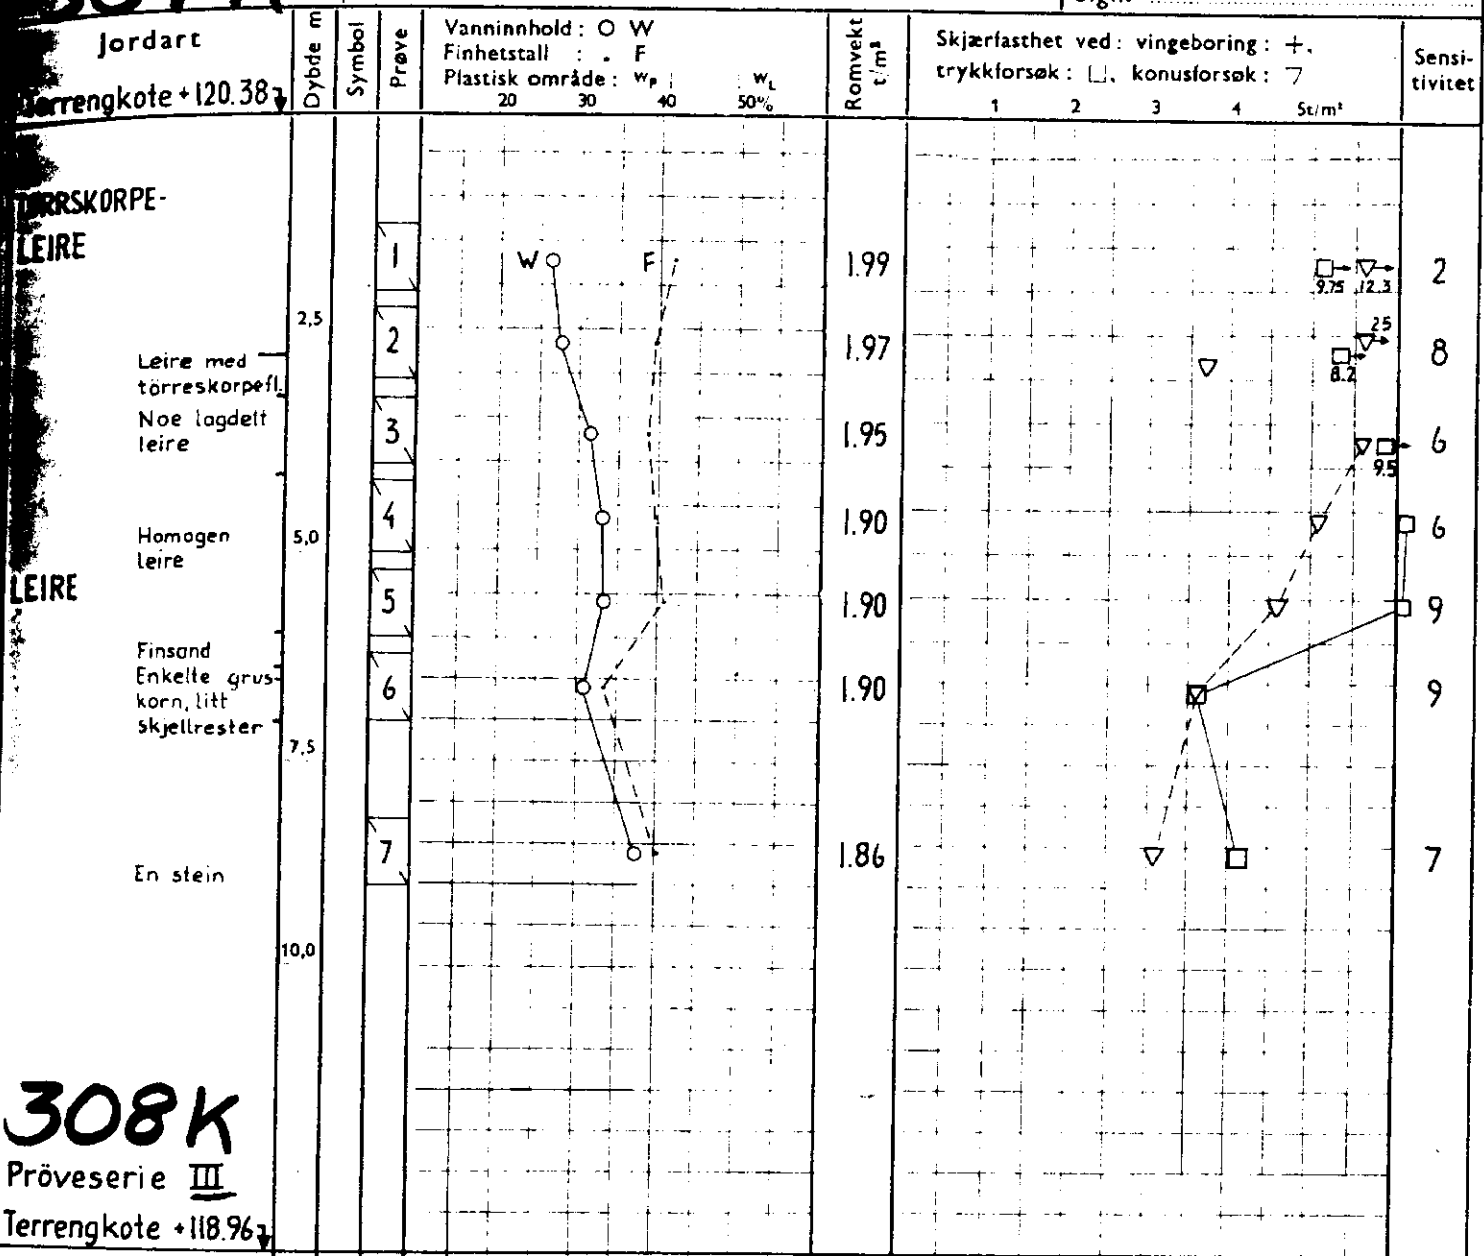 Jordart
Terrengkote +120.38
Dybde m
Symbol
Prøve
Vanninnhold : O W
Finhetstall : . F
Plastisk område : wP wL
20 30 40 50%
Romvekt t/m³
Skjærfasthet ved : vingeboring : +,
trykkforsøk : □, konusforsøk : ▽
1 2 3 4 5t/m²
Sensi-
tivitet
TØRRSKORPE-
LEIRE
1
W F
1.99
9.75 12.3
2
2,5
2
1.97
25
8.2
8
Leire med
törreskorpefl.
Noe lagdelt
leire
3
1.95
9.5
6
4
1.90
6
Homogen
leire
5,0
LEIRE
5
1.90
9
Finsand
Enkelte grus-
korn, litt
skjellrester
6
1.90
9
7,5
7
1.86
7
En stein
10,0
308K
Pröveserie III
Terrengkote +118.96